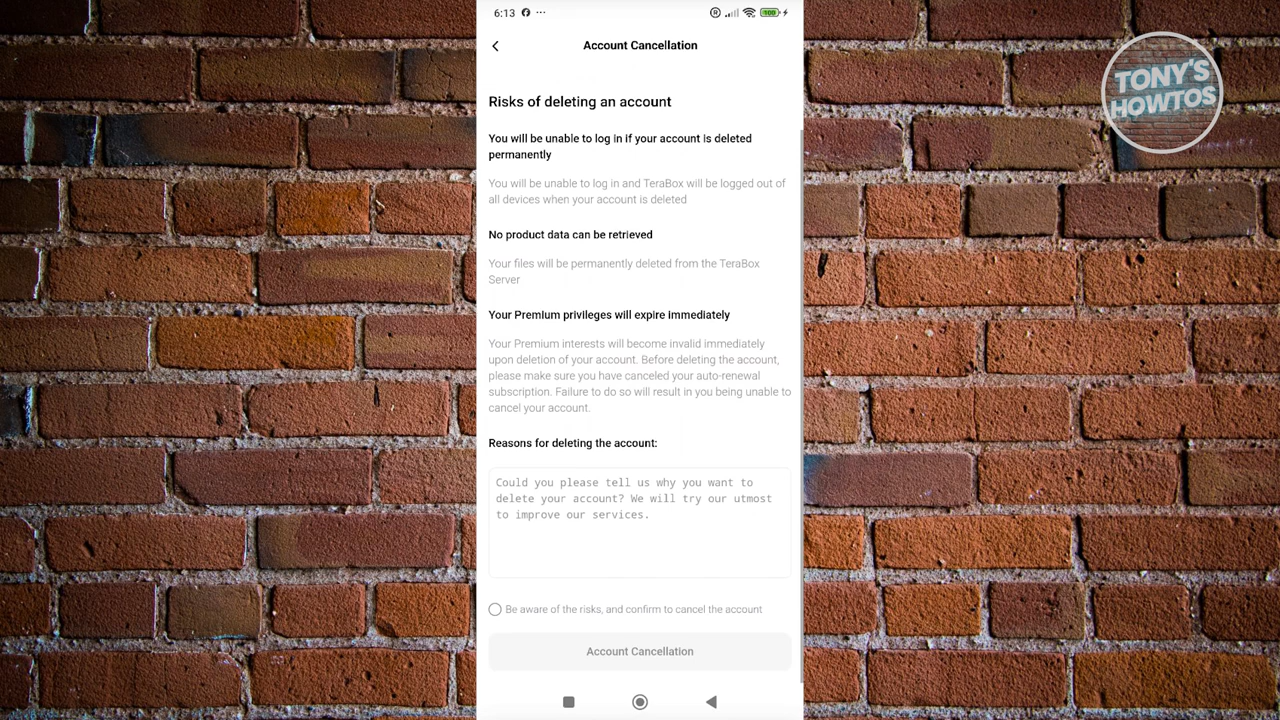 6:13
100
TONY'S
HOWTOS
Account Cancellation
Risks of deleting an account
You will be unable to log in if your account is deleted
permanently
You will be unable to log in and TeraBox will be logged out of
all devices when your account is deleted
No product data can be retrieved
Your files will be permanently deleted from the TeraBox
Server
Your Premium privileges will expire immediately
Your Premium interests will become invalid immediately
upon deletion of your account. Before deleting the account,
please make sure you have canceled your auto-renewal
subscription. Failure to do so will result in you being unable to
cancel your account.
Reasons for deleting the account:
Could you please tell us why you want to
delete your account? We will try our utmost
to improve our services.
Be aware of the risks, and confirm to cancel the account
Account Cancellation